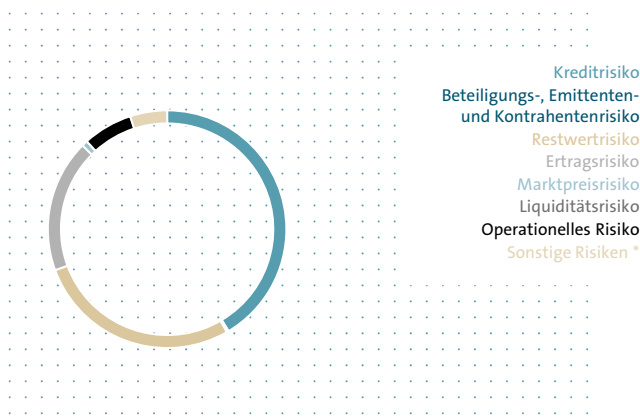 Kreditrisiko
Beteiligungs-, Emittenten-
und Kontrahentenrisiko
Restwertrisiko
Ertragsrisiko
Marktpreisrisiko
Liquiditätsrisiko
Operationelles Risiko
Sonstige Risiken *